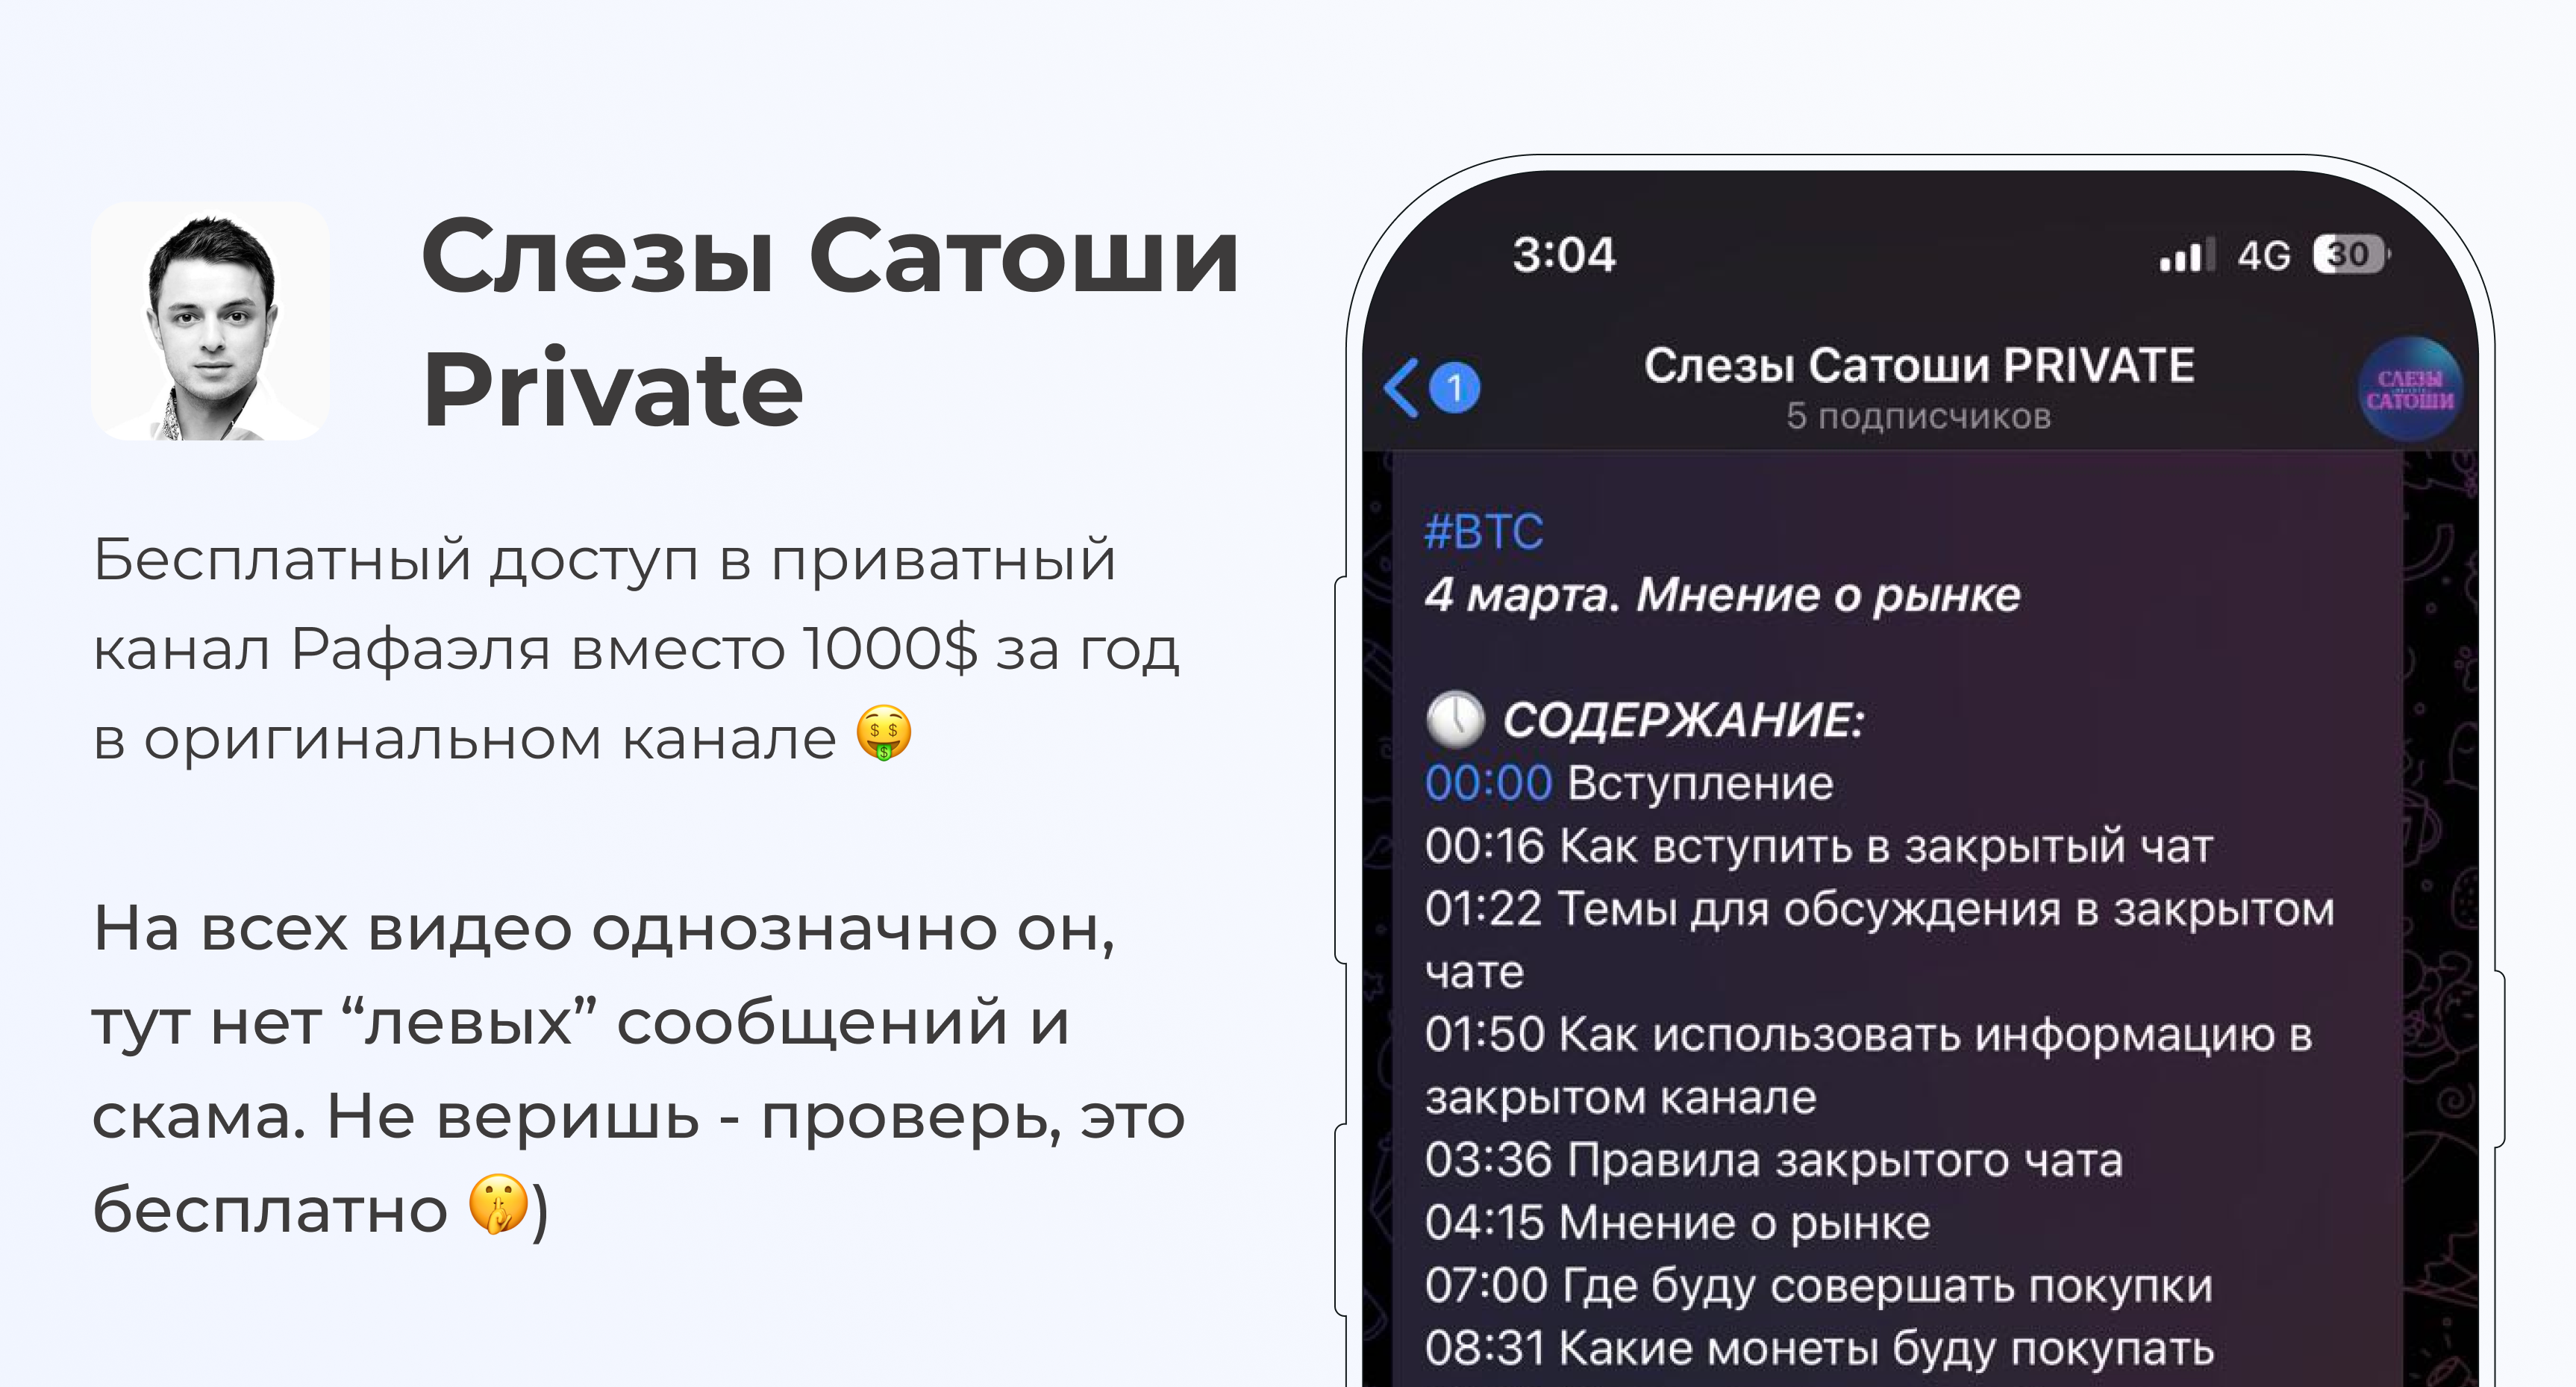 Слезы Сатоши
Private
Бесплатный доступ в приватный
канал Рафаэля вместо 1000$ за год
в оригинальном канале 🤑
На всех видео однозначно он,
тут нет “левых” сообщений и
скама. Не веришь - проверь, это
бесплатно 🤫)
3:04
4G 30
1
Слезы Сатоши PRIVATE
5 подписчиков
СЛЕЗЫ
САТОШИ
#BTC
4 марта. Мнение о рынке
🕔 СОДЕРЖАНИЕ:
00:00 Вступление
00:16 Как вступить в закрытый чат
01:22 Темы для обсуждения в закрытом
чате
01:50 Как использовать информацию в
закрытом канале
03:36 Правила закрытого чата
04:15 Мнение о рынке
07:00 Где буду совершать покупки
08:31 Какие монеты буду покупать